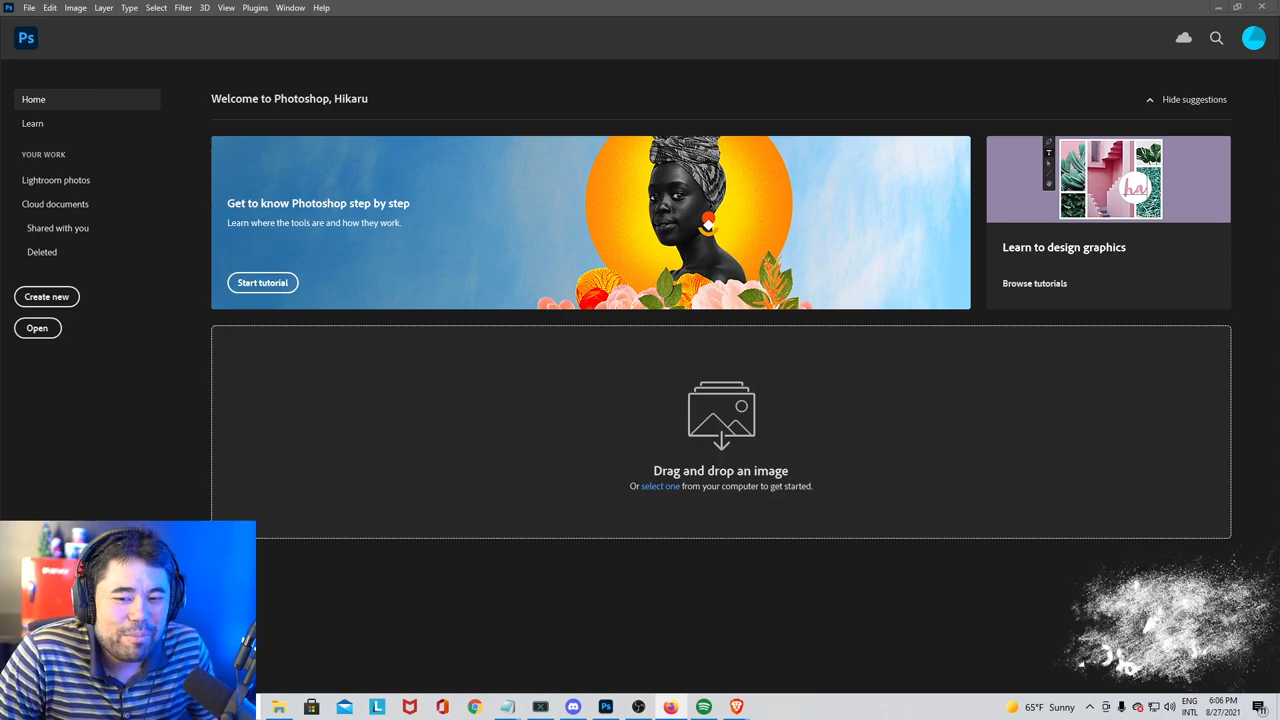 Ps File Edit Image Layer Type Select Filter 3D View Plugins Window Help
Ps
Home
Learn
YOUR WORK
Lightroom photos
Cloud documents
Shared with you
Deleted
Create new
Open
Welcome to Photoshop, Hikaru
Hide suggestions
Get to know Photoshop step by step
Learn where the tools are and how they work.
Start tutorial
ha
Learn to design graphics
Browse tutorials
Drag and drop an image
Or select one from your computer to get started.
L
Ps
65°F Sunny
ENG
INTL
6:06 PM
8/27/2021